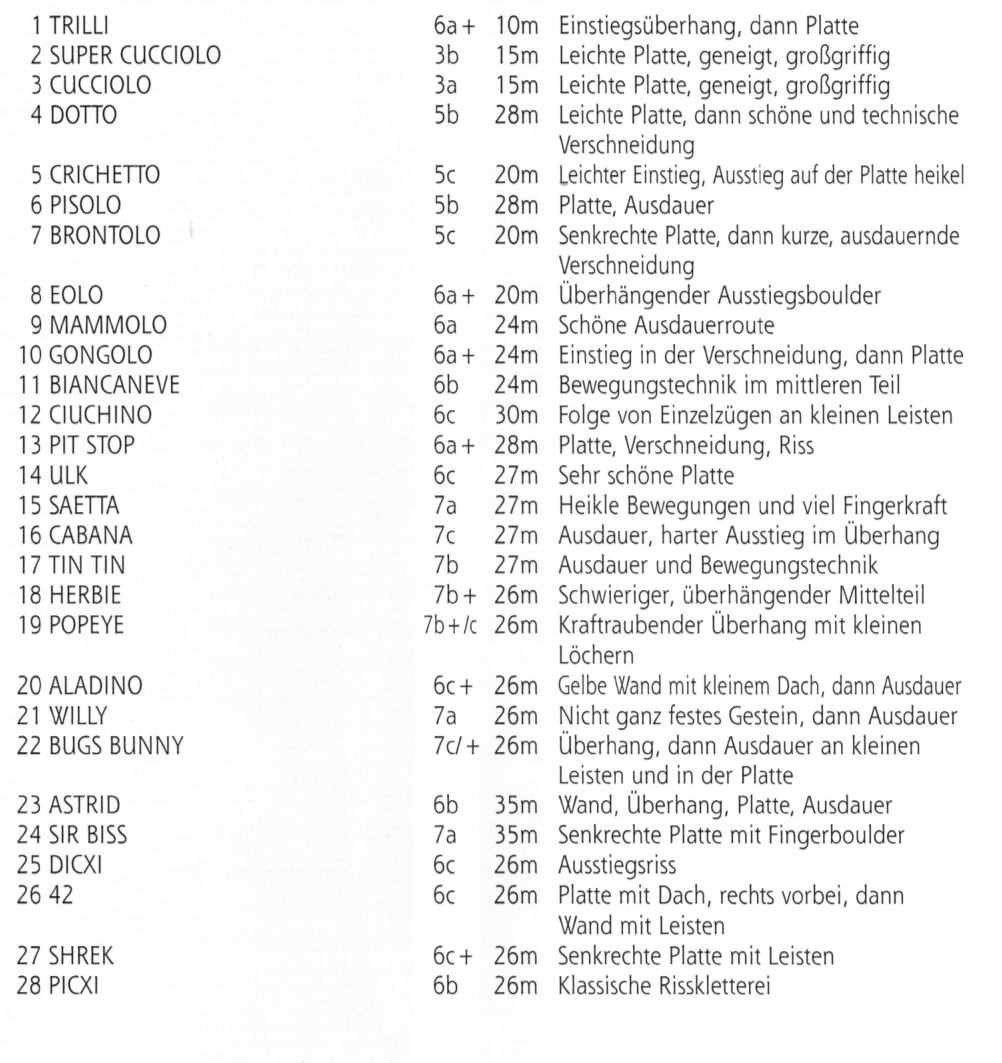 1 TRILLI 6a+ 10m Einstiegsüberhang, dann Platte
2 SUPER CUCCIOLO 3b 15m Leichte Platte, geneigt, großgriffig
3 CUCCIOLO 3a 15m Leichte Platte, geneigt, großgriffig
4 DOTTO 5b 28m Leichte Platte, dann schöne und technische
Verschneidung
5 CRICHETTO 5c 20m Leichter Einstieg, Ausstieg auf der Platte heikel
6 PISOLO 5b 28m Platte, Ausdauer
7 BRONTOLO 5c 20m Senkrechte Platte, dann kurze, ausdauernde
Verschneidung
8 EOLO 6a+ 20m Überhängender Ausstiegsboulder
9 MAMMOLO 6a 24m Schöne Ausdauerroute
10 GONGOLO 6a+ 24m Einstieg in der Verschneidung, dann Platte
11 BIANCANEVE 6b 24m Bewegungstechnik im mittleren Teil
12 CIUCHINO 6c 30m Folge von Einzelzügen an kleinen Leisten
13 PIT STOP 6a+ 28m Platte, Verschneidung, Riss
14 ULK 6c 27m Sehr schöne Platte
15 SAETTA 7a 27m Heikle Bewegungen und viel Fingerkraft
16 CABANA 7c 27m Ausdauer, harter Ausstieg im Überhang
17 TIN TIN 7b 27m Ausdauer und Bewegungstechnik
18 HERBIE 7b+ 26m Schwieriger, überhängender Mittelteil
19 POPEYE 7b+/c 26m Kraftraubender Überhang mit kleinen
Löchern
20 ALADINO 6c+ 26m Gelbe Wand mit kleinem Dach, dann Ausdauer
21 WILLY 7a 26m Nicht ganz festes Gestein, dann Ausdauer
22 BUGS BUNNY 7c/+ 26m Überhang, dann Ausdauer an kleinen
Leisten und in der Platte
23 ASTRID 6b 35m Wand, Überhang, Platte, Ausdauer
24 SIR BISS 7a 35m Senkrechte Platte mit Fingerboulder
25 DICXI 6c 26m Ausstiegsriss
26 42 6c 26m Platte mit Dach, rechts vorbei, dann
Wand mit Leisten
27 SHREK 6c+ 26m Senkrechte Platte mit Leisten
28 PICXI 6b 26m Klassische Risskletterei